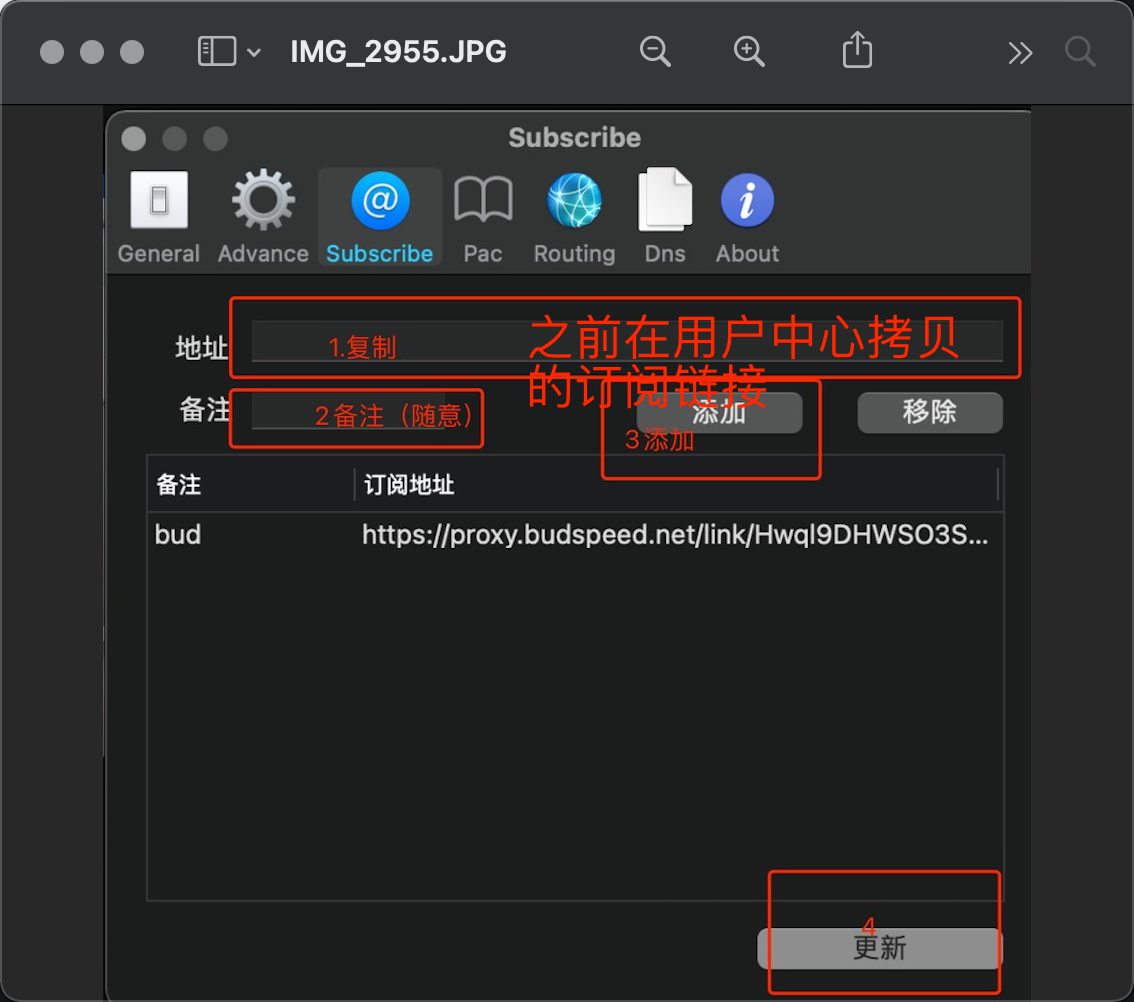 IMG_2955.JPG
Subscribe
General Advance Subscribe Pac Routing Dns About
地址 1.复制 之前在用户中心拷贝
的订阅链接
备注 2备注（随意） 添加 移除
3添加
备注 订阅地址
bud https://proxy.budspeed.net/link/Hwql9DHWSO3S...
4
更新